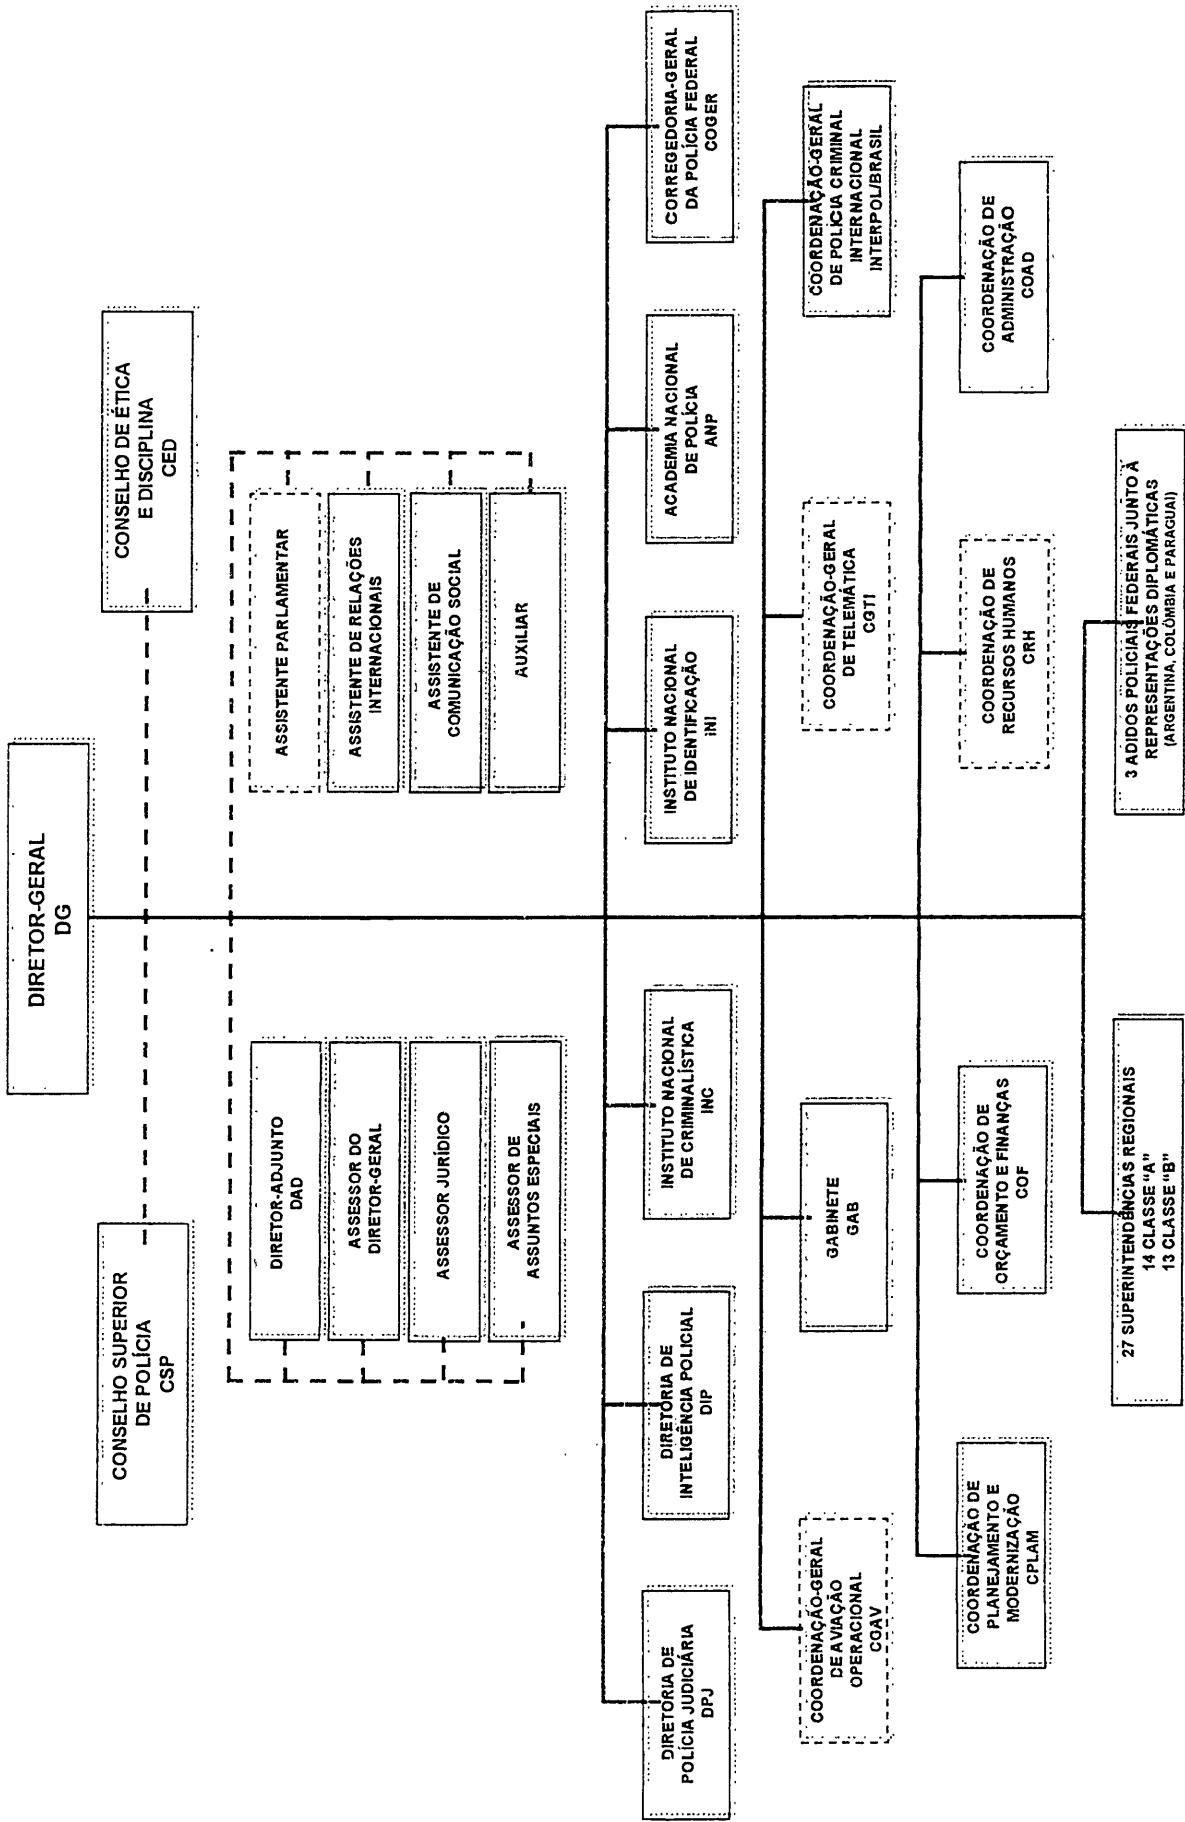 DIRETOR-GERAL
DG
CONSELHO SUPERIOR
DE POLÍCIA
CSP
CONSELHO DE ÉTICA
E DISCIPLINA
CED
DIRETOR-ADJUNTO
DAD
ASSESSOR DO
DIRETOR-GERAL
ASSESSOR JURÍDICO
ASSESSOR DE
ASSUNTOS ESPECIAIS
ASSISTENTE PARLAMENTAR
ASSISTENTE DE RELAÇÕES
INTERNACIONAIS
ASSISTENTE DE
COMUNICAÇÃO SOCIAL
AUXILIAR
DIRETORIA DE
POLÍCIA JUDICIÁRIA
DPJ
DIRETORIA DE
INTELIGÊNCIA POLICIAL
DIP
INSTITUTO NACIONAL
DE CRIMINALÍSTICA
INC
INSTITUTO NACIONAL
DE IDENTIFICAÇÃO
INI
ACADEMIA NACIONAL
DE POLÍCIA
ANP
CORREGEDORIA-GERAL
DA POLÍCIA FEDERAL
COGER
COORDENAÇÃO-GERAL
DE AVIAÇÃO
OPERACIONAL
CGAV
GABINETE
GAB
COORDENAÇÃO-GERAL
DE TELEMÁTICA
CGTI
COORDENAÇÃO-GERAL
DE POLÍCIA CRIMINAL
INTERNACIONAL
INTERPOL/BRASIL
COORDENAÇÃO DE
PLANEJAMENTO E
MODERNIZAÇÃO
CPLAM
COORDENAÇÃO DE
ORÇAMENTO E FINANÇAS
COF
COORDENAÇÃO DE
RECURSOS HUMANOS
CRH
COORDENAÇÃO DE
ADMINISTRAÇÃO
COAD
27 SUPERINTENDÊNCIAS REGIONAIS
14 CLASSE "A"
13 CLASSE "B"
3 ADIDOS POLICIAIS FEDERAIS JUNTO À
REPRESENTAÇÕES DIPLOMÁTICAS
(ARGENTINA, COLÔMBIA E PARAGUAI)